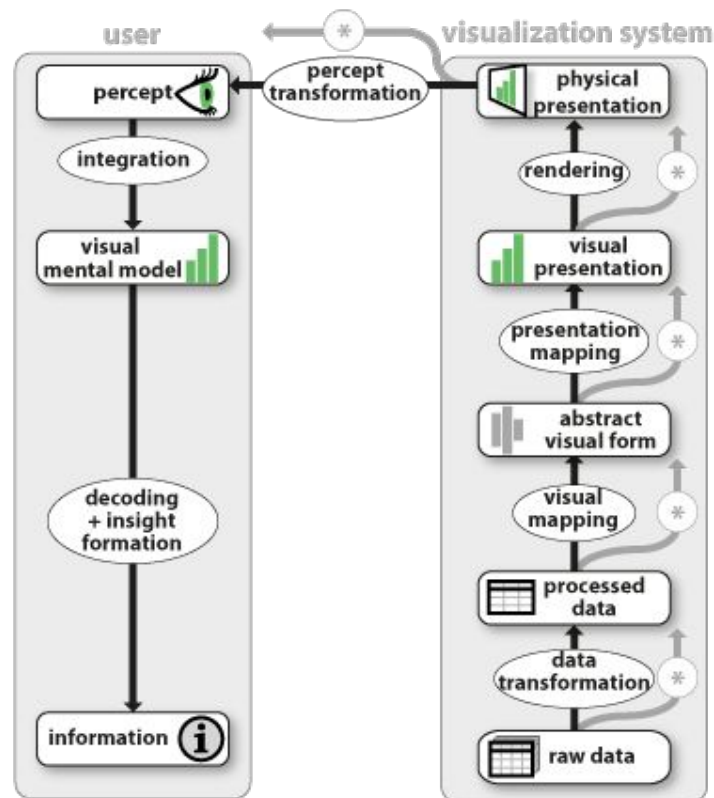 user
percept
integration
visual
mental model
decoding
+ insight
formation
information
i
*
percept
transformation
visualization system
physical
presentation
rendering
*
visual
presentation
presentation
mapping
*
abstract
visual form
visual
mapping
*
processed
data
data
transformation
*
raw data